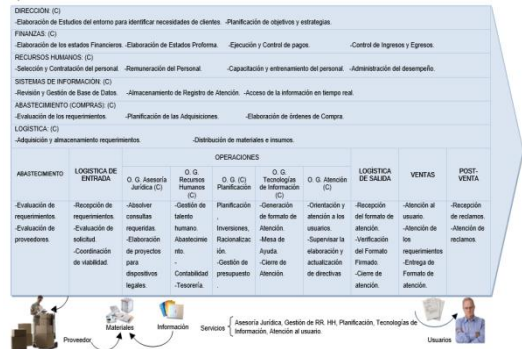 DIRECCIÓN: (C)
-Elaboración de Estudios del entorno para identificar necesidades de clientes. -Planificación de objetivos y estrategias.
FINANZAS: (C)
-Elaboración de los estados Financieros. -Elaboración de Estados Proforma. -Ejecución y Control de pagos. -Control de Ingresos y Egresos.
RECURSOS HUMANOS: (C)
-Selección y Contratación del personal. -Remuneración del Personal. -Capacitación y entrenamiento del personal. -Administración del desempeño.
SISTEMAS DE INFORMACIÓN: (C)
-Revisión y Gestión de Base de Datos. -Almacenamiento de Registro de Atención. -Acceso de la información en tiempo real.
ABASTECIMIENTO (COMPRAS): (C)
-Evaluación de los requerimientos. -Planificación de las Adquisiciones. -Elaboración de órdenes de Compra.
LOGÍSTICA: (C)
-Adquisición y almacenamiento requerimientos. -Distribución de materiales e insumos.
ABASTECIMIENTO
LOGISTICA DE
ENTRADA
OPERACIONES
O. G. Asesoría
Jurídica (C)
O. G.
Recursos
Humanos
(C)
O. G. (C)
Planificación
O. G.
Tecnologías
de Información
(C)
O. G. Atención
(C)
LOGÍSTICA
DE SALIDA
VENTAS
POST-
VENTA
-Evaluación de
requerimientos.
-Evaluación de
proveedores.
-Recepción de
requerimientos.
-Evaluación de
solicitud.
-Coordinación
de viabilidad.
-Absolver
consultas
requeridas.
-Elaboración
de proyectos
para
dispositivos
legales.
-Gestión de
talento
humano.
Abastecimie
nto.
-
Contabilidad
-Tesorería.
Planificación
,
Inversiones,
Racionalizac
ión.
-Gestión de
presupuesto
.
-Generación
de formato de
Atención.
-Mesa de
Ayuda.
-Cierre de
Atención.
-Orientación y
atención a los
usuarios.
-Supervisar la
elaboración y
actualización
de directivas
-Recepción
del formato de
atención.
-Verificación
del Formato
Firmado.
-Cierre de
atención.
-Atención al
usuario.
-Atención de
los
requerimientos
-Entrega de
Formato de
atención.
-Recepción
de reclamos.
-Atención de
reclamos.
Proveedor
Materiales
Información
Servicios
Asesoría Jurídica, Gestión de RR. HH, Planificación, Tecnologías de
Información, Atención al usuario
Usuarios